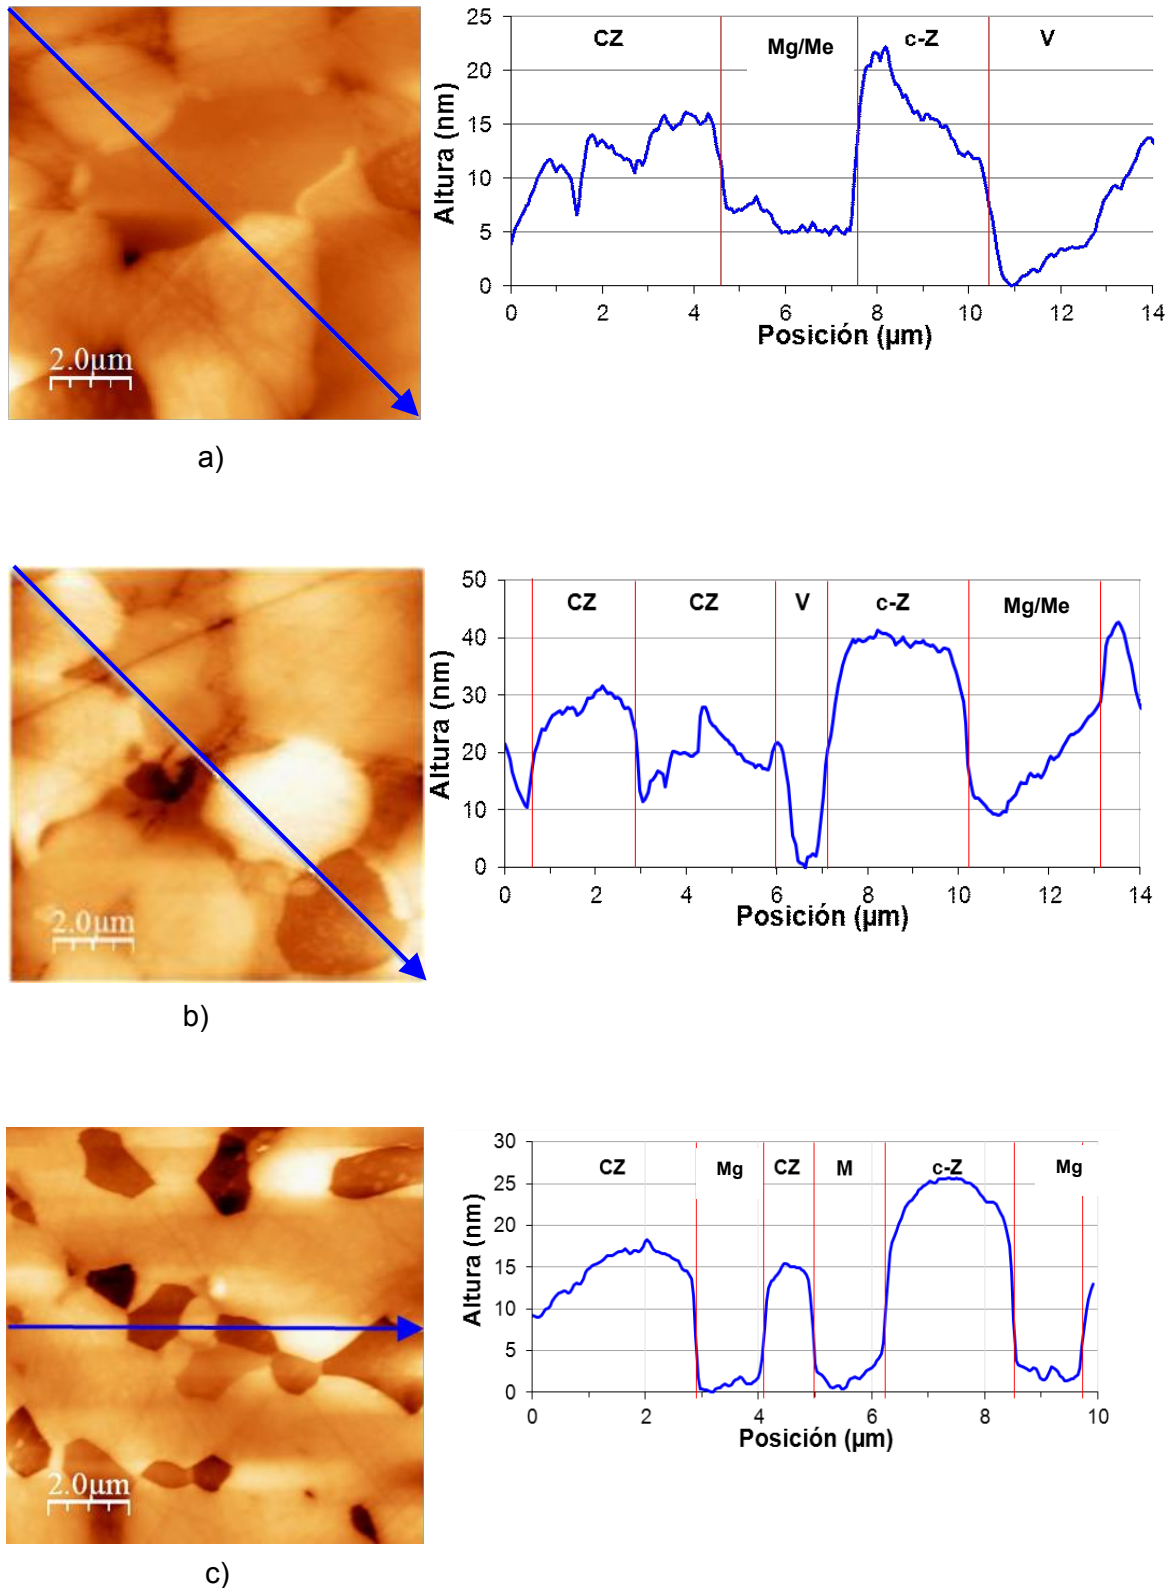 25
20
15
10
5
0
Altura (nm)
CZ
Mg/Me
c-Z
V
0 2 4 6 8 10 12 14
Posición (µm)
2.0µm
a)
50
40
30
20
10
0
Altura (nm)
CZ
CZ
V
c-Z
Mg/Me
0 2 4 6 8 10 12 14
Posición (µm)
2.0µm
b)
30
25
20
15
10
5
0
Altura (nm)
CZ
Mg
CZ
M
c-Z
Mg
0 2 4 6 8 10
Posición (µm)
2.0µm
c)